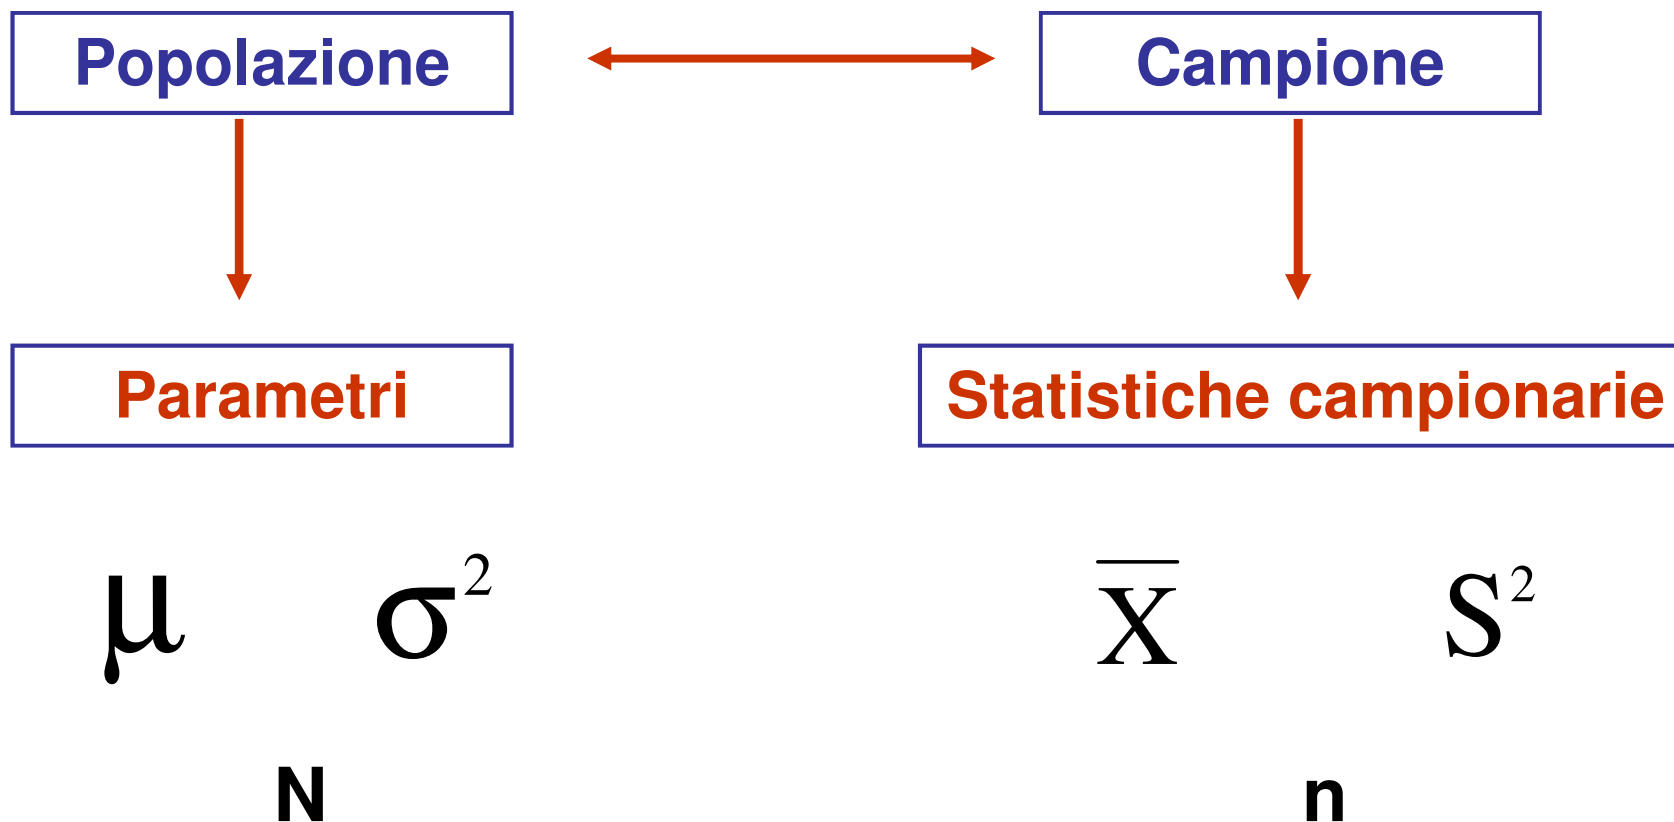 Popolazione Campione
Parametri Statistiche campionarie
μ σ² X̅ S²
N n